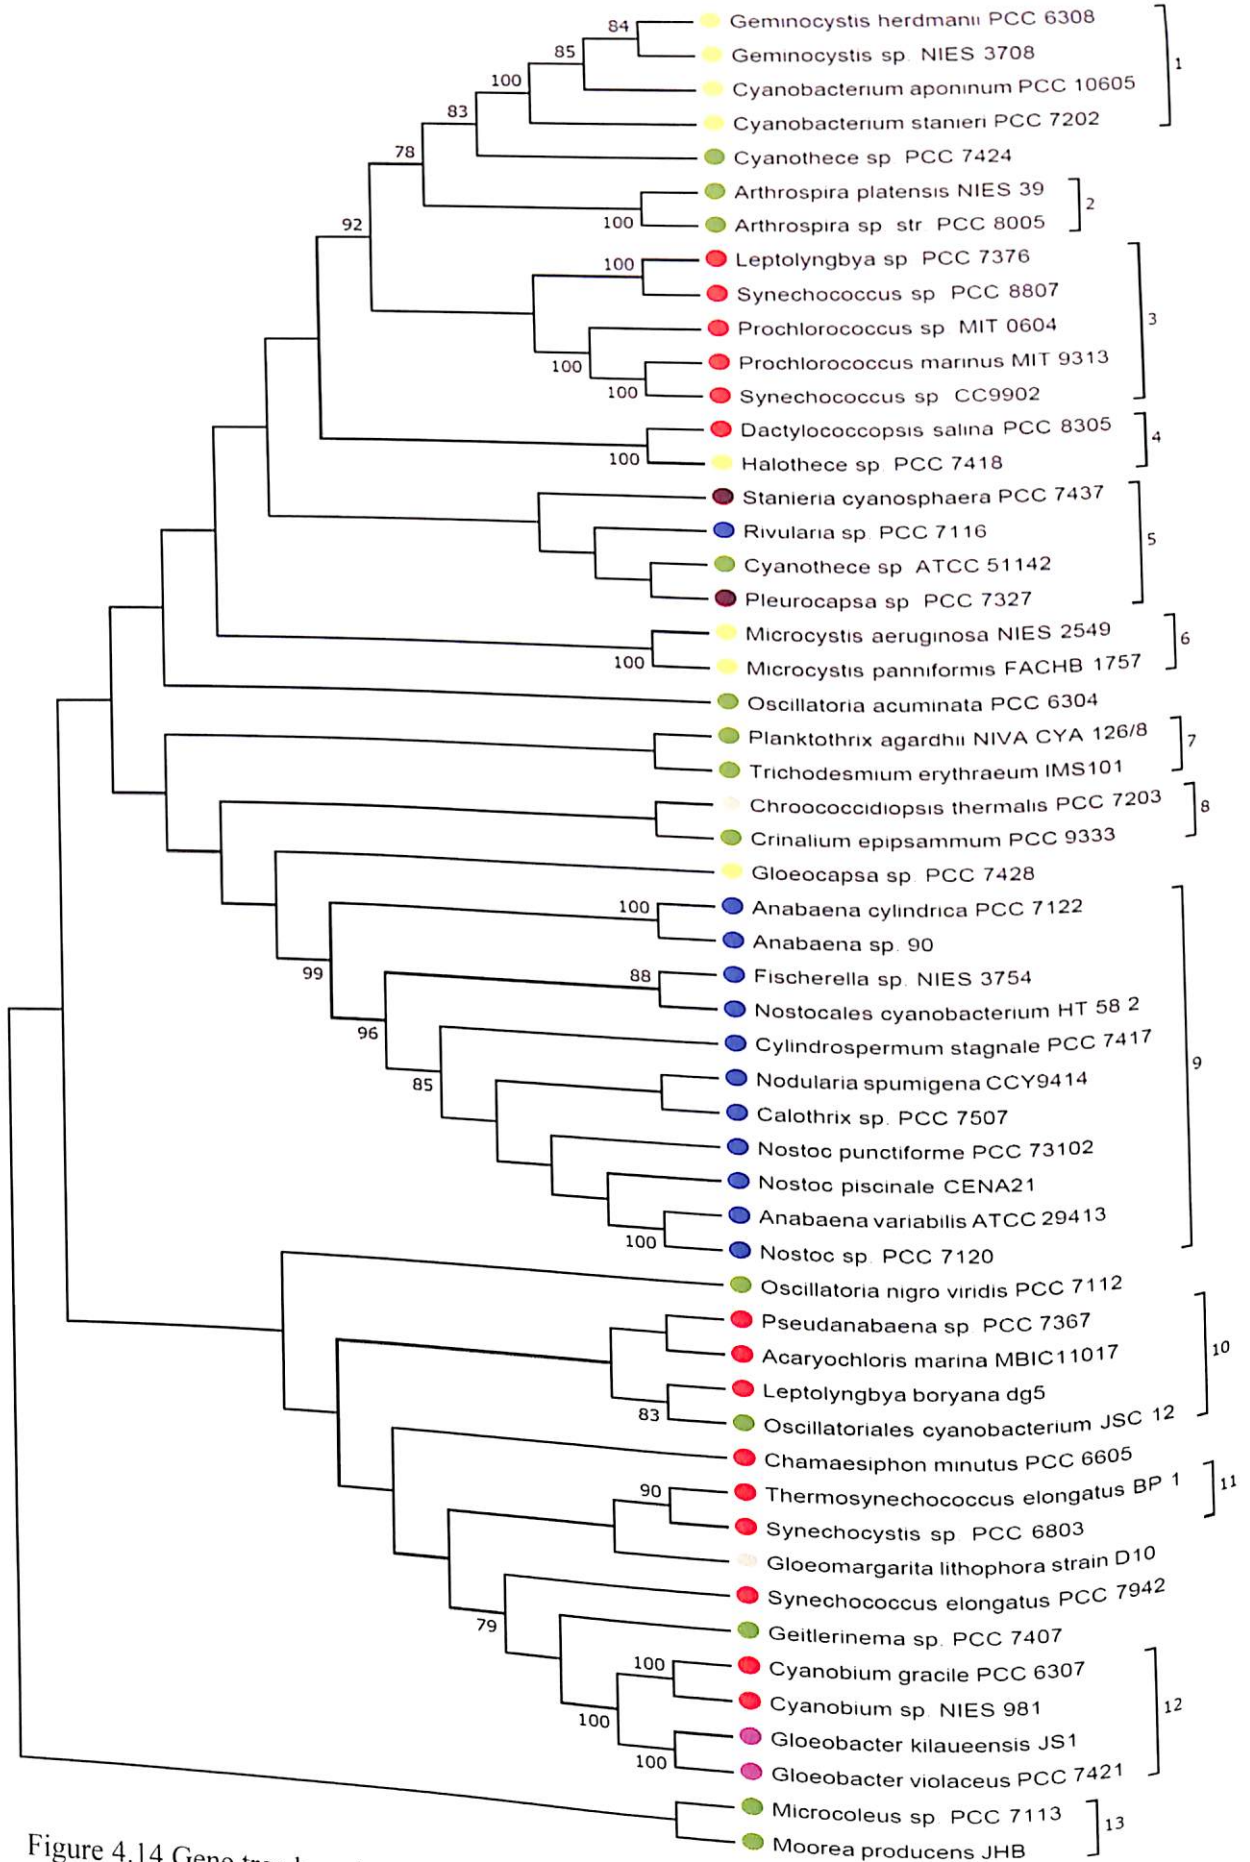 84
Geminocystis herdmanii PCC 6308
85
Geminocystis sp. NIES 3708
1
100
Cyanobacterium aponinum PCC 10605
83
Cyanobacterium stanieri PCC 7202
78
Cyanothece sp PCC 7424
Arthrospira platensis NIES 39
2
100
Arthrospira sp str PCC 8005
92
100
Leptolyngbya sp PCC 7376
Synechococcus sp PCC 8807
3
Prochlorococcus sp MIT 0604
100
Prochlorococcus marinus MIT 9313
100
Synechococcus sp CC9902
Dactylococcopsis salina PCC 8305
4
100
Halothece sp. PCC 7418
Stanieria cyanosphaera PCC 7437
Rivularia sp. PCC 7116
5
Cyanothece sp ATCC 51142
Pleurocapsa sp PCC 7327
Microcystis aeruginosa NIES 2549
6
100
Microcystis panniformis FACHB 1757
Oscillatoria acuminata PCC 6304
Planktothrix agardhii NIVA CYA 126/8
7
Trichodesmium erythraeum IMS101
Chroococcidiopsis thermalis PCC 7203
8
Crinalium epipsammum PCC 9333
Gloeocapsa sp. PCC 7428
100
Anabaena cylindrica PCC 7122
Anabaena sp. 90
99
88
Fischerella sp. NIES 3754
Nostocales cyanobacterium HT 58 2
96
Cylindrospermum stagnale PCC 7417
9
85
Nodularia spumigena CCY9414
Calothrix sp. PCC 7507
Nostoc punctiforme PCC 73102
Nostoc piscinale CENA21
Anabaena variabilis ATCC 29413
100
Nostoc sp. PCC 7120
Oscillatoria nigro viridis PCC 7112
Pseudanabaena sp PCC 7367
10
Acaryochloris marina MBIC11017
Leptolyngbya boryana dg5
83
Oscillatoriales cyanobacterium JSC 12
Chamaesiphon minutus PCC 6605
90
Thermosynechococcus elongatus BP 1
11
Synechocystis sp. PCC 6803
Gloeomargarita lithophora strain D10
Synechococcus elongatus PCC 7942
79
Geitlerinema sp. PCC 7407
100
Cyanobium gracile PCC 6307
12
Cyanobium sp. NIES 981
100
Gloeobacter kilaueensis JS1
100
Gloeobacter violaceus PCC 7421
Microcoleus sp. PCC 7113
13
Moorea producens JHB
Figure 4.14 Gene